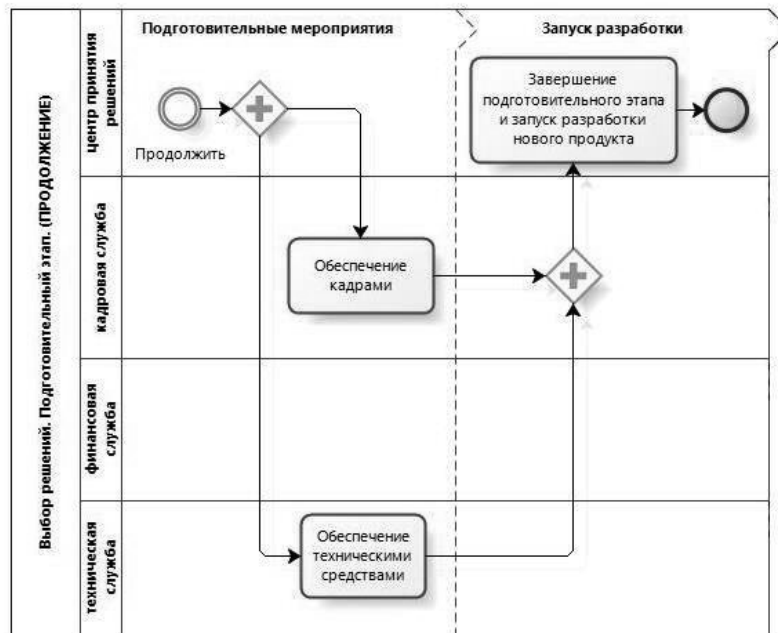 Выбор решений. Подготовительный этап. (ПРОДОЛЖЕНИЕ)
Подготовительные мероприятия
Запуск разработки
центр принятия
решений
Продолжить
Завершение
подготовительного этапа
и запуск разработки
нового продукта
кадровая служба
Обеспечение
кадрами
финансовая
служба
техническая
служба
Обеспечение
техническими
средствами